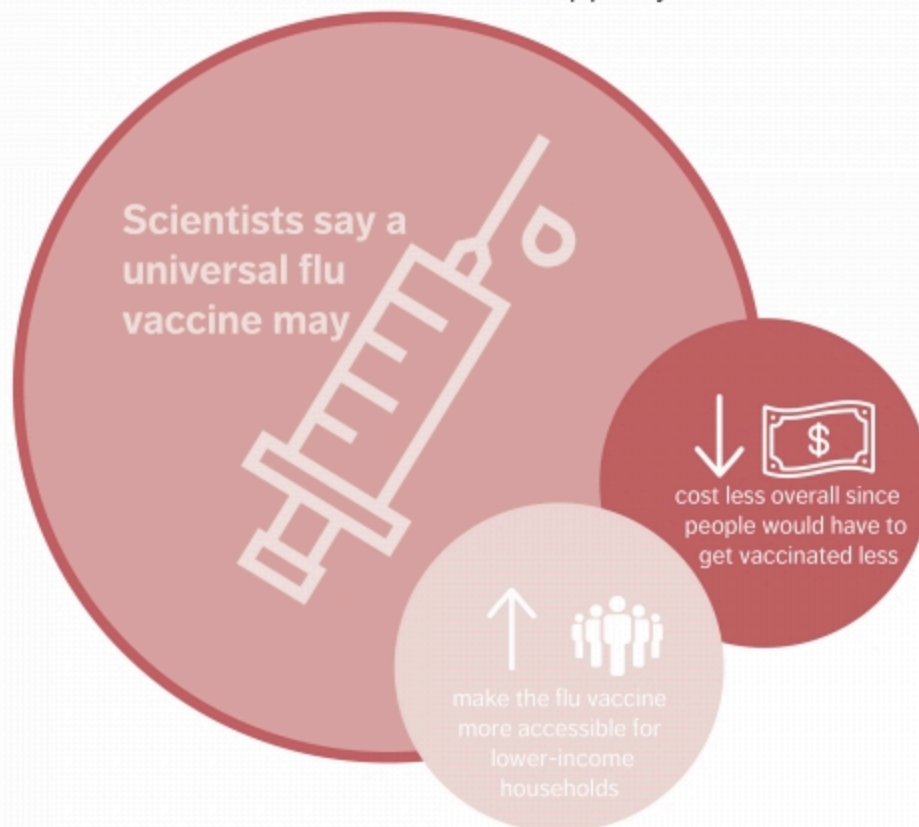 Scientists say a
universal flu
vaccine may
$
cost less overall since
people would have to
get vaccinated less
make the flu vaccine
more accessible for
lower-income
households